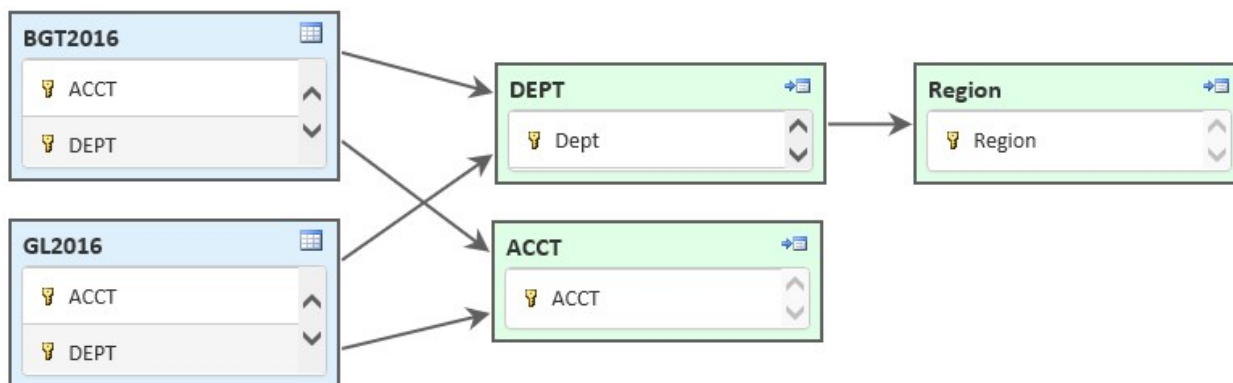 BGT2016
ACCT
DEPT
GL2016
ACCT
DEPT
DEPT
Dept
ACCT
ACCT
Region
Region